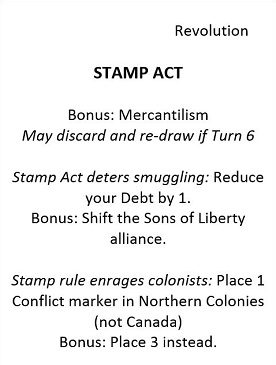 Revolution
STAMP ACT
Bonus: Mercantilism
May discard and re-draw if Turn 6
Stamp Act deters smuggling: Reduce
your Debt by 1.
Bonus: Shift the Sons of Liberty
alliance.
Stamp rule enrages colonists: Place 1
Conflict marker in Northern Colonies
(not Canada)
Bonus: Place 3 instead.